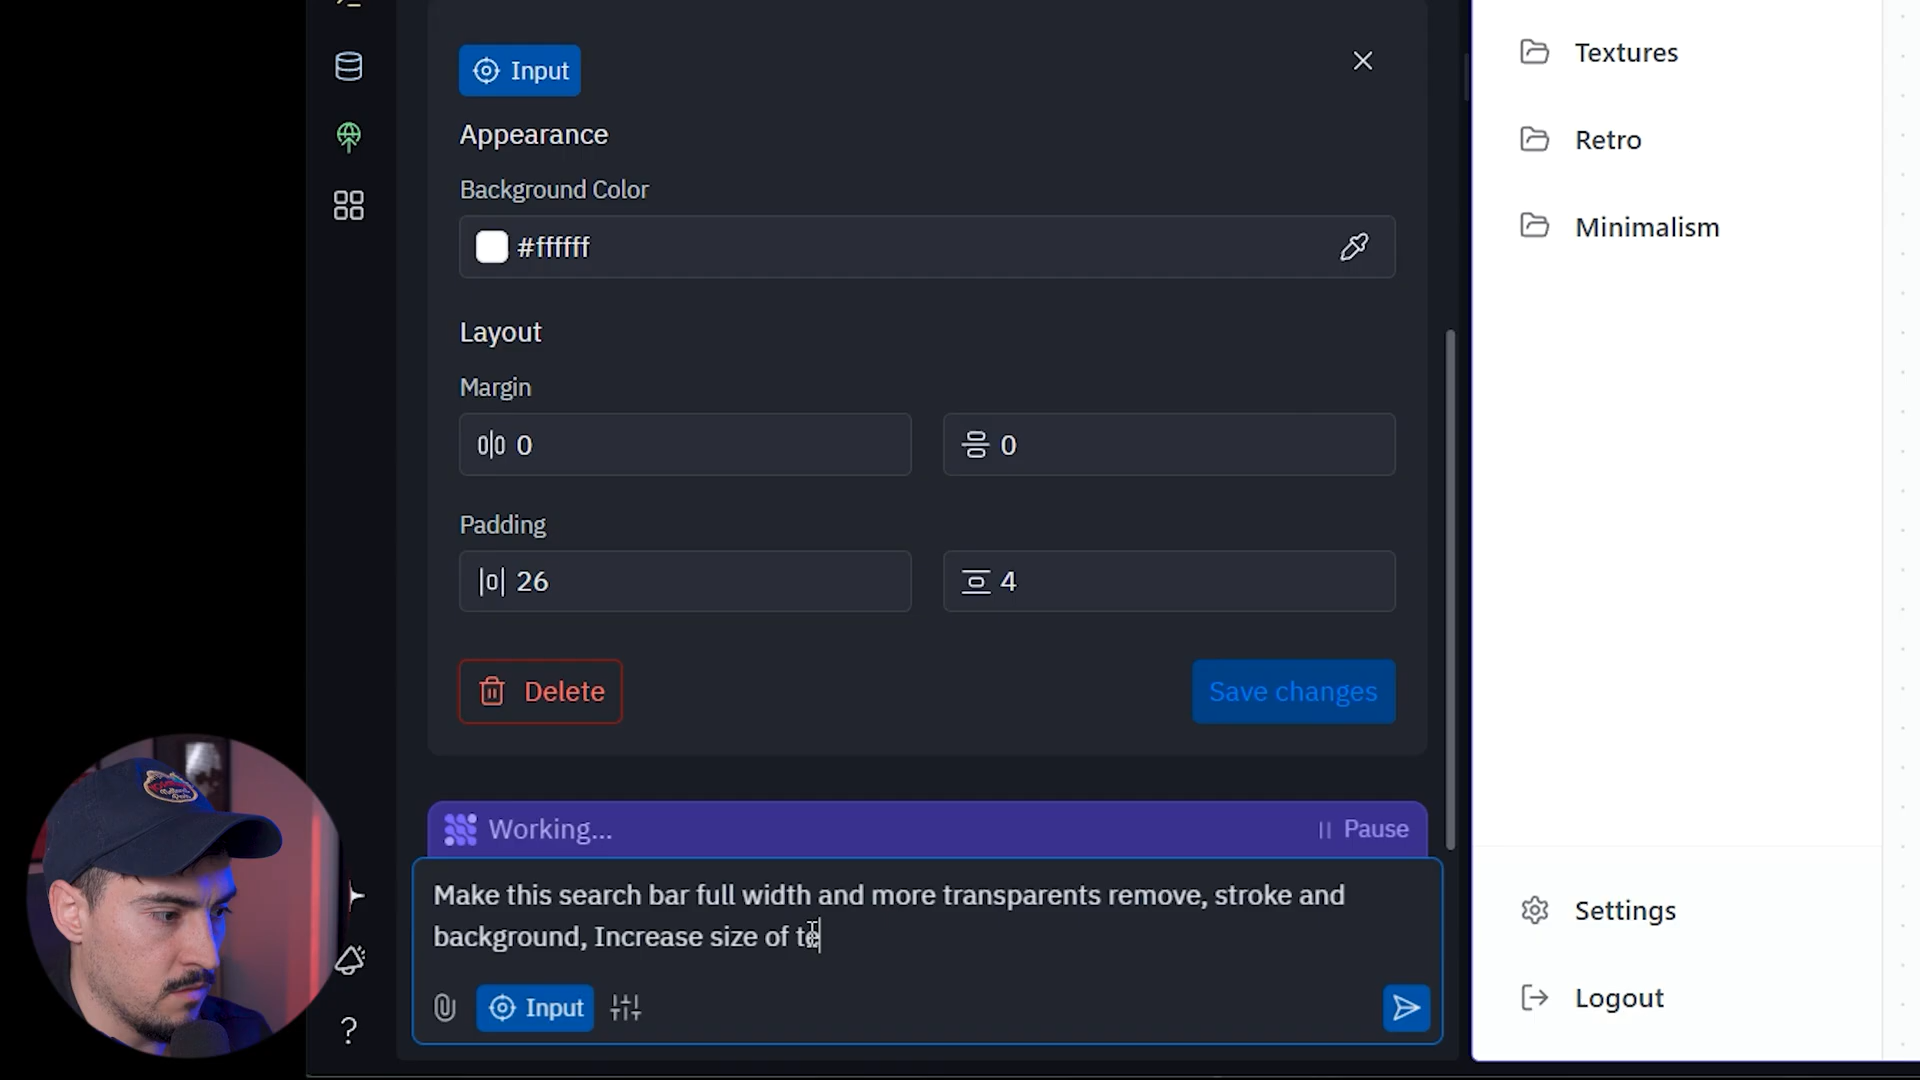 Input
Appearance
Background Color
#ffffff
Layout
Margin
0
0
Padding
26
4
Delete
Save changes
Working...
Pause
Make this search bar full width and more transparents remove, stroke and
background, Increase size of te
Input
Textures
Retro
Minimalism
Settings
Logout